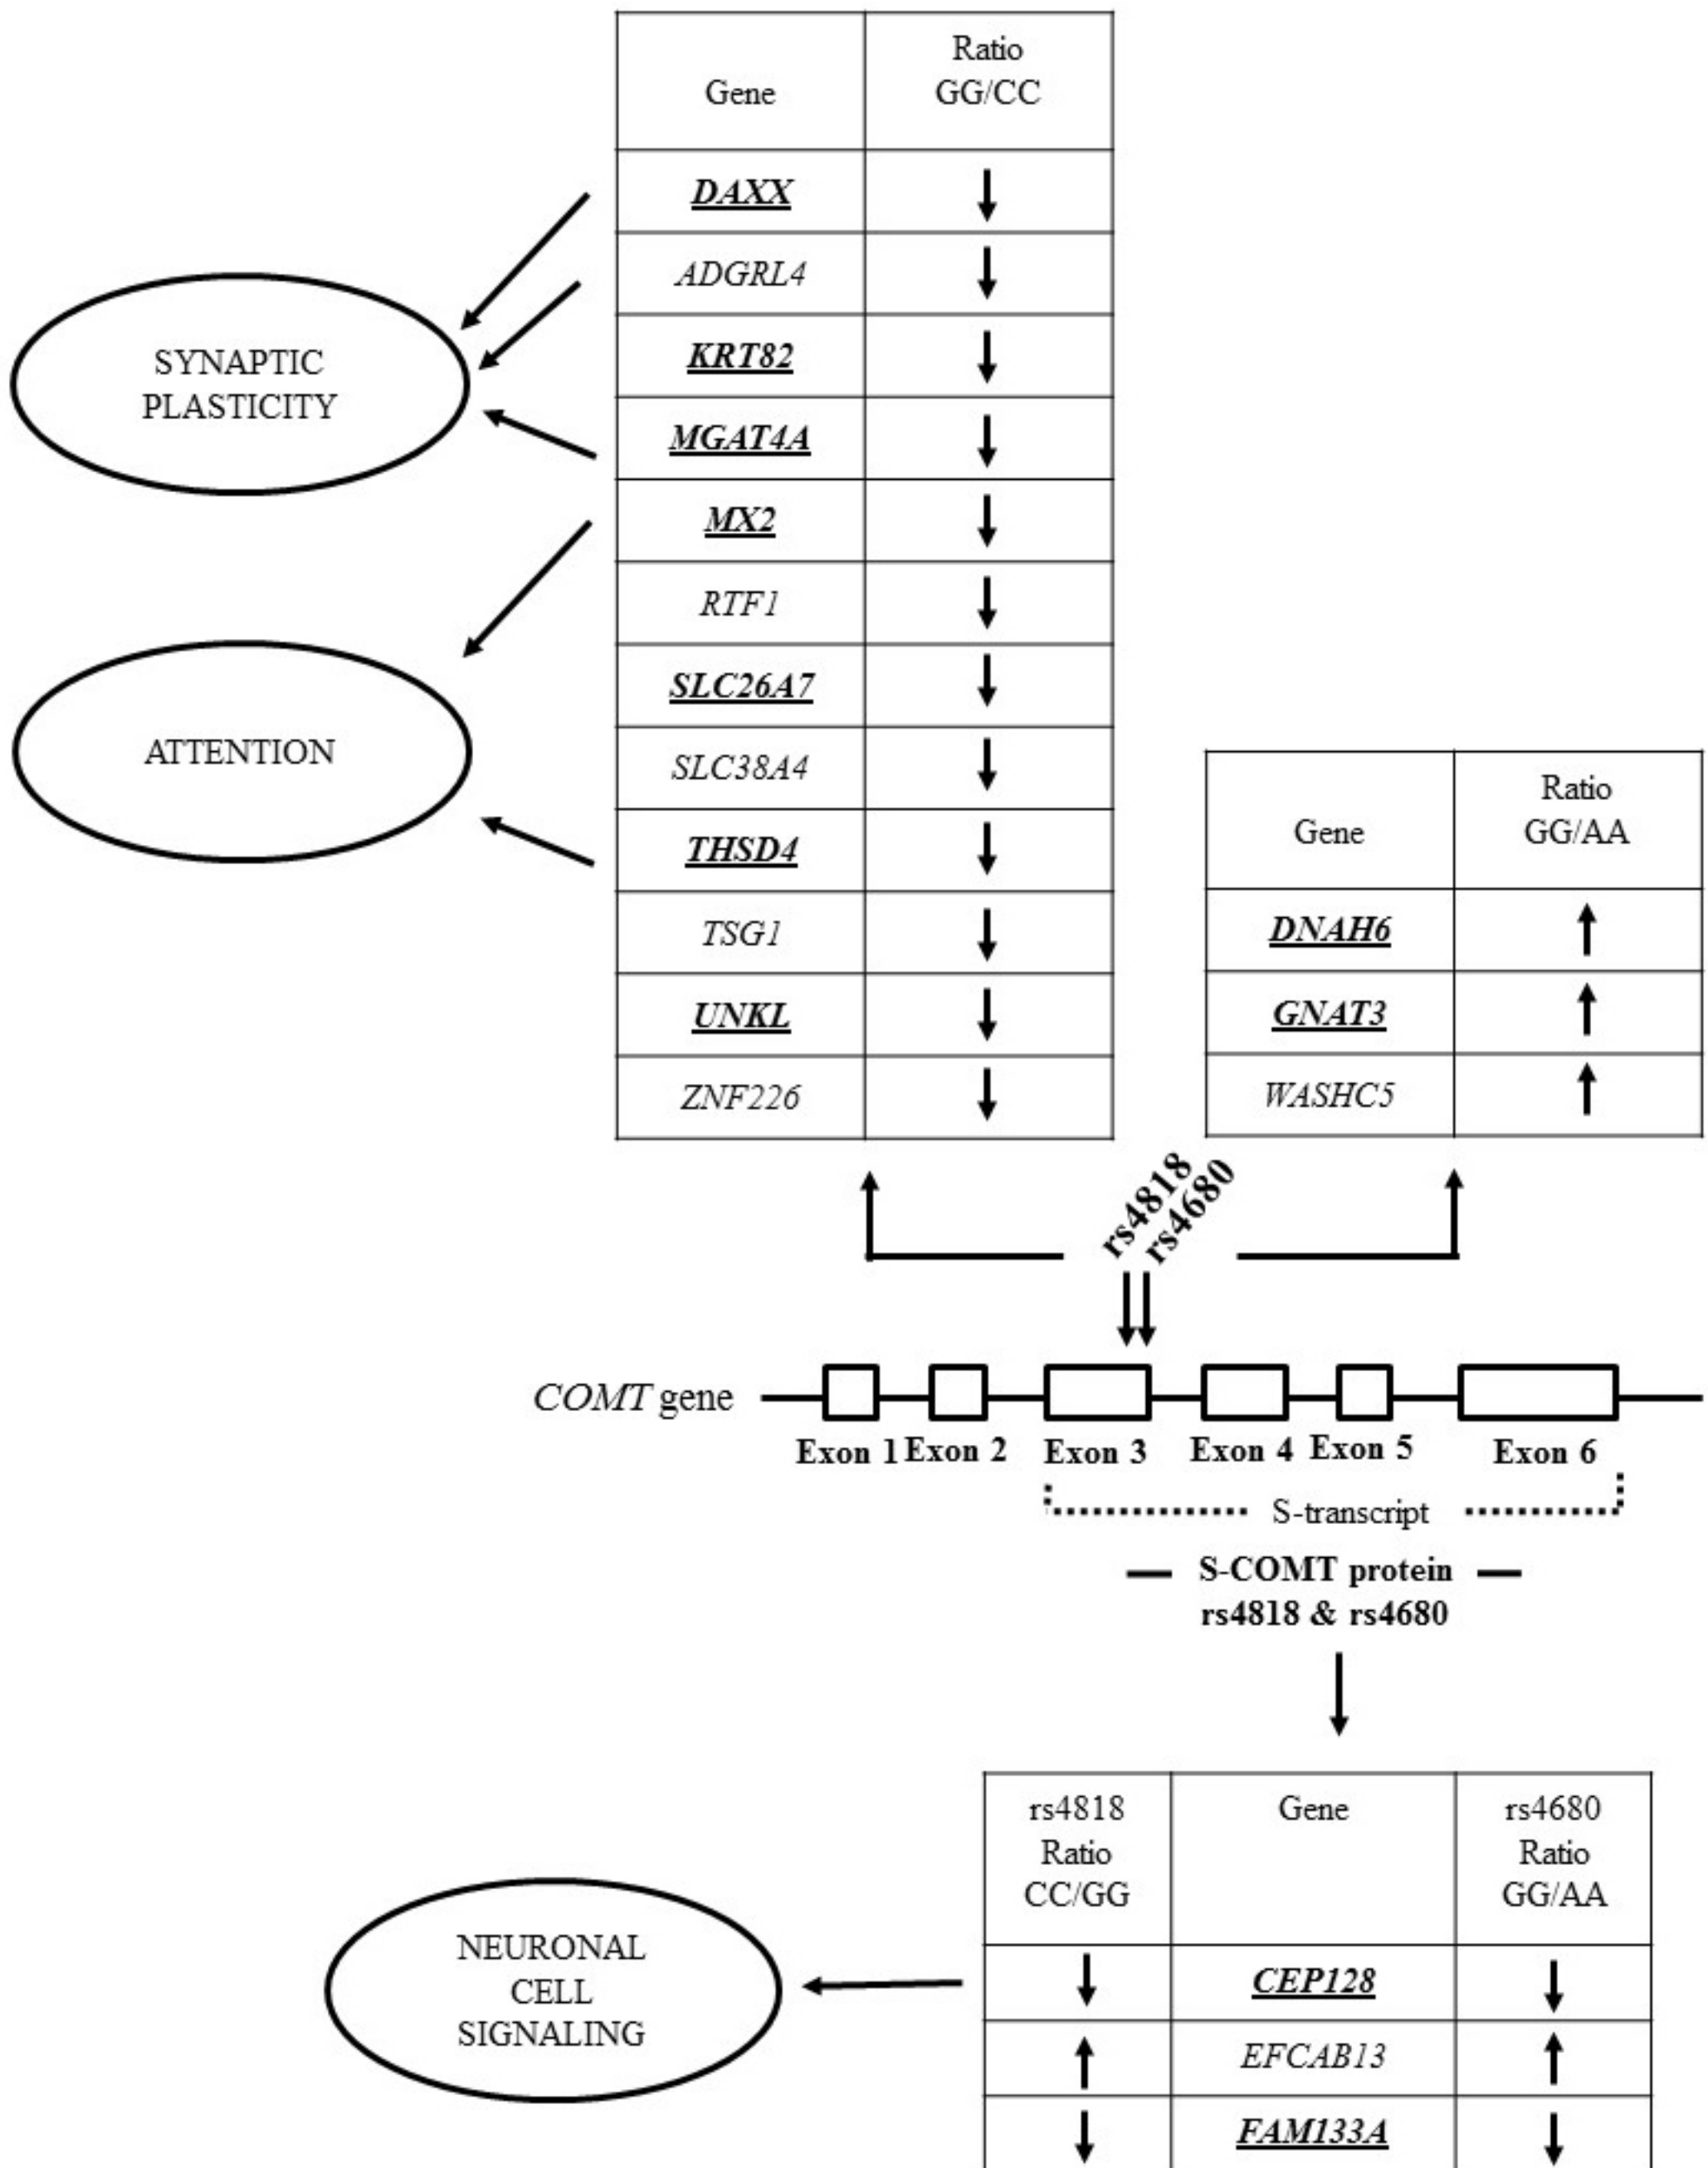 Gene
Ratio
GG/CC
DAXX
ADGRL4
KRT82
MGAT4A
MX2
RTF1
SLC26A7
SLC38A4
THSD4
TSG1
UNKL
ZNF226
SYNAPTIC
PLASTICITY
ATTENTION
Gene
Ratio
GG/AA
DNAH6
GNAT3
WASHC5
rs4818
rs4680
COMT gene
Exon 1 Exon 2 Exon 3 Exon 4 Exon 5 Exon 6
S-transcript
S-COMT protein
rs4818 & rs4680
rs4818
Ratio
CC/GG
Gene
rs4680
Ratio
GG/AA
CEP128
EFCAB13
FAM133A
NEURONAL
CELL
SIGNALING